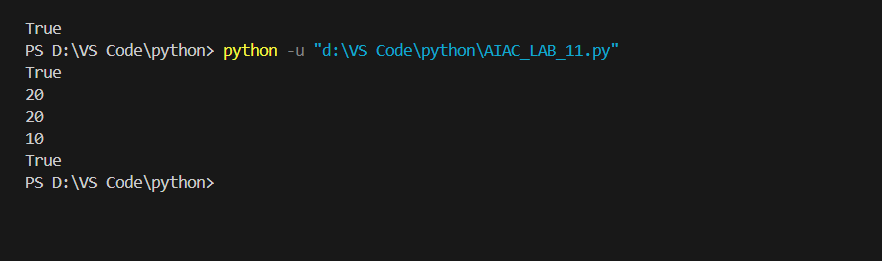 True
PS D:\VS Code\python> python -u "d:\VS Code\python\AIAC_LAB_11.py"
True
20
20
10
True
PS D:\VS Code\python>